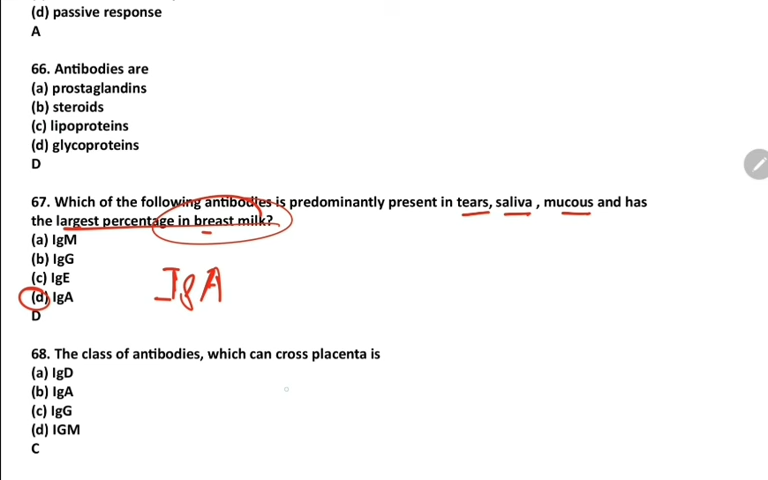 (d) passive response
A
66. Antibodies are
(a) prostaglandins
(b) steroids
(c) lipoproteins
(d) glycoproteins
D
67. Which of the following antibodies is predominantly present in tears, saliva , mucous and has
the largest percentage in breast milk?
(a) IgM
(b) IgG
(c) IgE
(d) IgA
IgA
D
68. The class of antibodies, which can cross placenta is
(a) IgD
(b) IgA
(c) IgG
(d) IGM
C